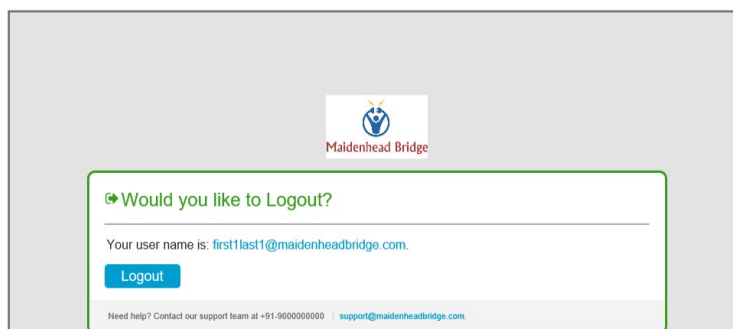 Maidenhead Bridge
Would you like to Logout?
Your user name is: first1last1@maidenheadbridge.com.
Logout
Need help? Contact our support team at +91-9000000000 | support@maidenheadbridge.com.